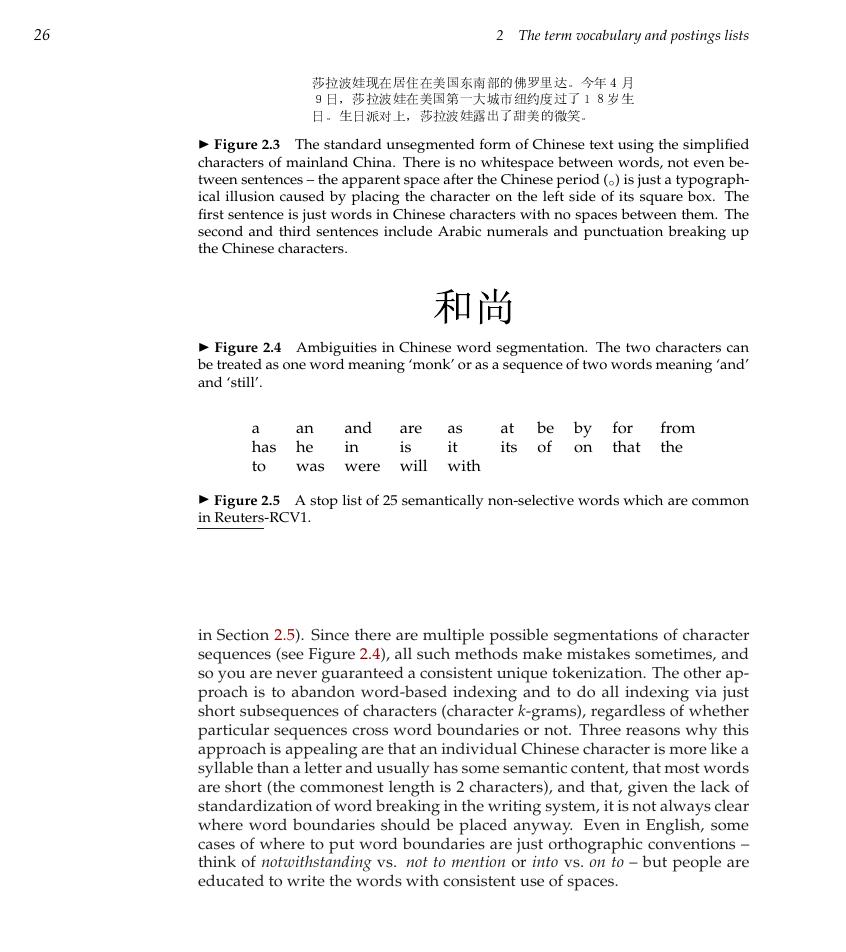 26
2 The term vocabulary and postings lists
莎拉波娃现在居住在美国东南部的佛罗里达。今年4月
9日，莎拉波娃在美国第一大城市纽约度过了18岁生
日。生日派对上，莎拉波娃露出了甜美的微笑。
► Figure 2.3 The standard unsegmented form of Chinese text using the simplified
characters of mainland China. There is no whitespace between words, not even be-
tween sentences – the apparent space after the Chinese period (。) is just a typograph-
ical illusion caused by placing the character on the left side of its square box. The
first sentence is just words in Chinese characters with no spaces between them. The
second and third sentences include Arabic numerals and punctuation breaking up
the Chinese characters.
和尚
► Figure 2.4 Ambiguities in Chinese word segmentation. The two characters can
be treated as one word meaning ‘monk’ or as a sequence of two words meaning ‘and’
and ‘still’.
a an and are as at be by for from
has he in is it its of on that the
to was were will with
► Figure 2.5 A stop list of 25 semantically non-selective words which are common
in Reuters-RCV1.
in Section 2.5). Since there are multiple possible segmentations of character
sequences (see Figure 2.4), all such methods make mistakes sometimes, and
so you are never guaranteed a consistent unique tokenization. The other ap-
proach is to abandon word-based indexing and to do all indexing via just
short subsequences of characters (character k-grams), regardless of whether
particular sequences cross word boundaries or not. Three reasons why this
approach is appealing are that an individual Chinese character is more like a
syllable than a letter and usually has some semantic content, that most words
are short (the commonest length is 2 characters), and that, given the lack of
standardization of word breaking in the writing system, it is not always clear
where word boundaries should be placed anyway. Even in English, some
cases of where to put word boundaries are just orthographic conventions –
think of notwithstanding vs. not to mention or into vs. on to – but people are
educated to write the words with consistent use of spaces.